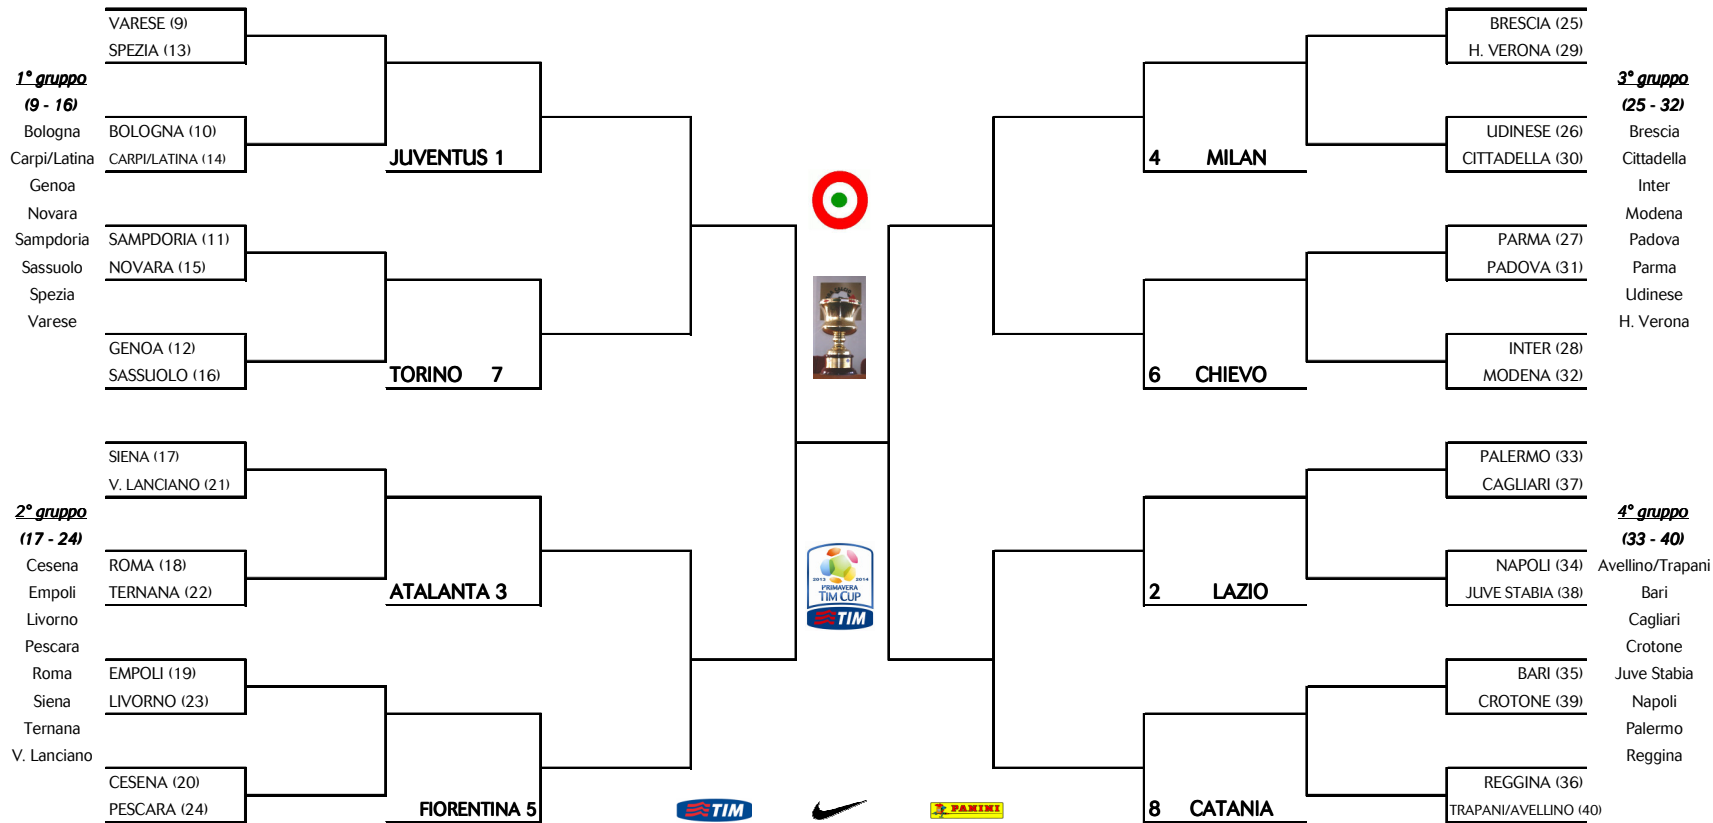 1° gruppo
(9 - 16)
Bologna
Carpi/Latina
Genoa
Novara
Sampdoria
Sassuolo
Spezia
Varese
2° gruppo
(17 - 24)
Cesena
Empoli
Livorno
Pescara
Roma
Siena
Ternana
V. Lanciano
VARESE (9)
SPEZIA (13)
BOLOGNA (10)
CARPI/LATINA (14)
SAMPDORIA (11)
NOVARA (15)
GENOA (12)
SASSUOLO (16)
SIENA (17)
V. LANCIANO (21)
ROMA (18)
TERNANA (22)
EMPOLI (19)
LIVORNO (23)
CESENA (20)
PESCARA (24)
JUVENTUS 1
TORINO 7
ATALANTA 3
FIORENTINA 5
2013 2014
PRIMAVERA
TIM CUP
TIM
TIM
PANINI
4 MILAN
6 CHIEVO
2 LAZIO
8 CATANIA
BRESCIA (25)
H. VERONA (29)
UDINESE (26)
CITTADELLA (30)
PARMA (27)
PADOVA (31)
INTER (28)
MODENA (32)
PALERMO (33)
CAGLIARI (37)
NAPOLI (34)
JUVE STABIA (38)
BARI (35)
CROTONE (39)
REGGINA (36)
TRAPANI/AVELLINO (40)
3° gruppo
(25 - 32)
Brescia
Cittadella
Inter
Modena
Padova
Parma
Udinese
H. Verona
4° gruppo
(33 - 40)
Avellino/Trapani
Bari
Cagliari
Crotone
Juve Stabia
Napoli
Palermo
Reggina